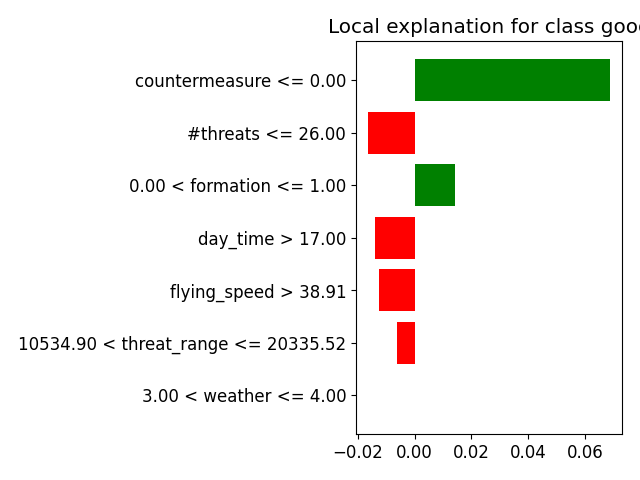 Local explanation for class good
countermeasure <= 0.00
#threats <= 26.00
0.00 < formation <= 1.00
day_time > 17.00
flying_speed > 38.91
10534.90 < threat_range <= 20335.52
3.00 < weather <= 4.00
−0.02 0.00 0.02 0.04 0.06